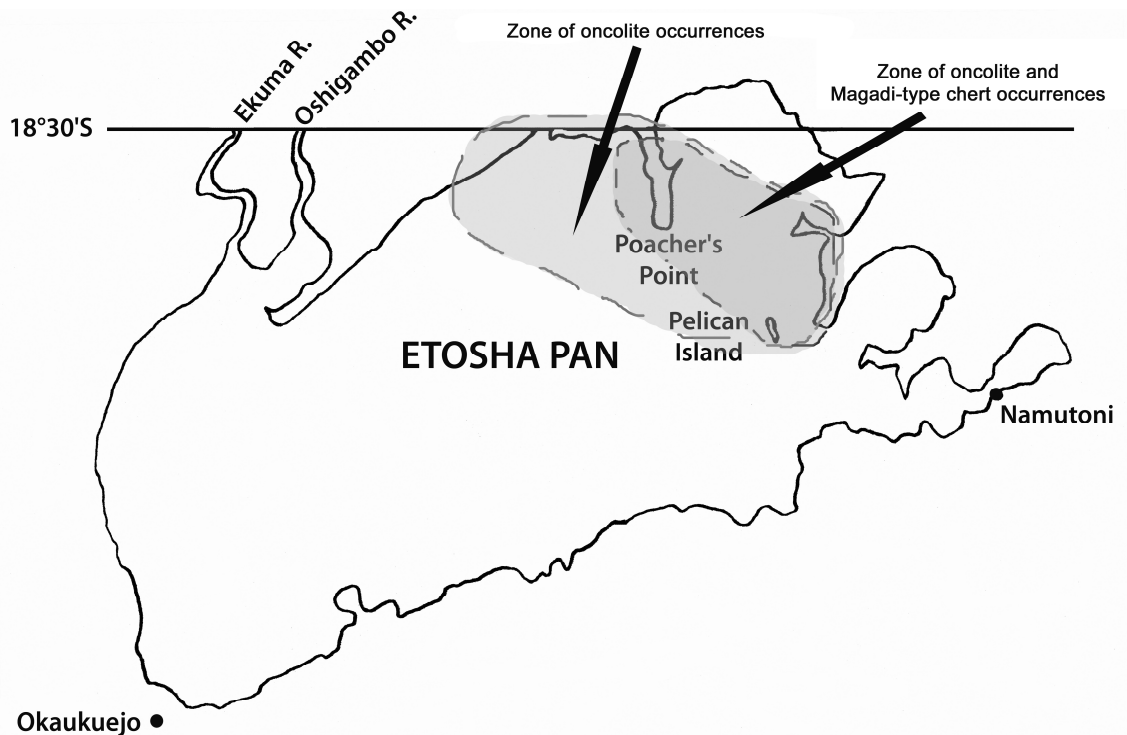 Zone of oncolite occurrences
Ekuma R.
Oshigambo R.
Zone of oncolite and
Magadi-type chert occurrences
18°30'S
Poacher's
Point
Pelican
Island
ETOSHA PAN
Namutoni
Okaukuejo